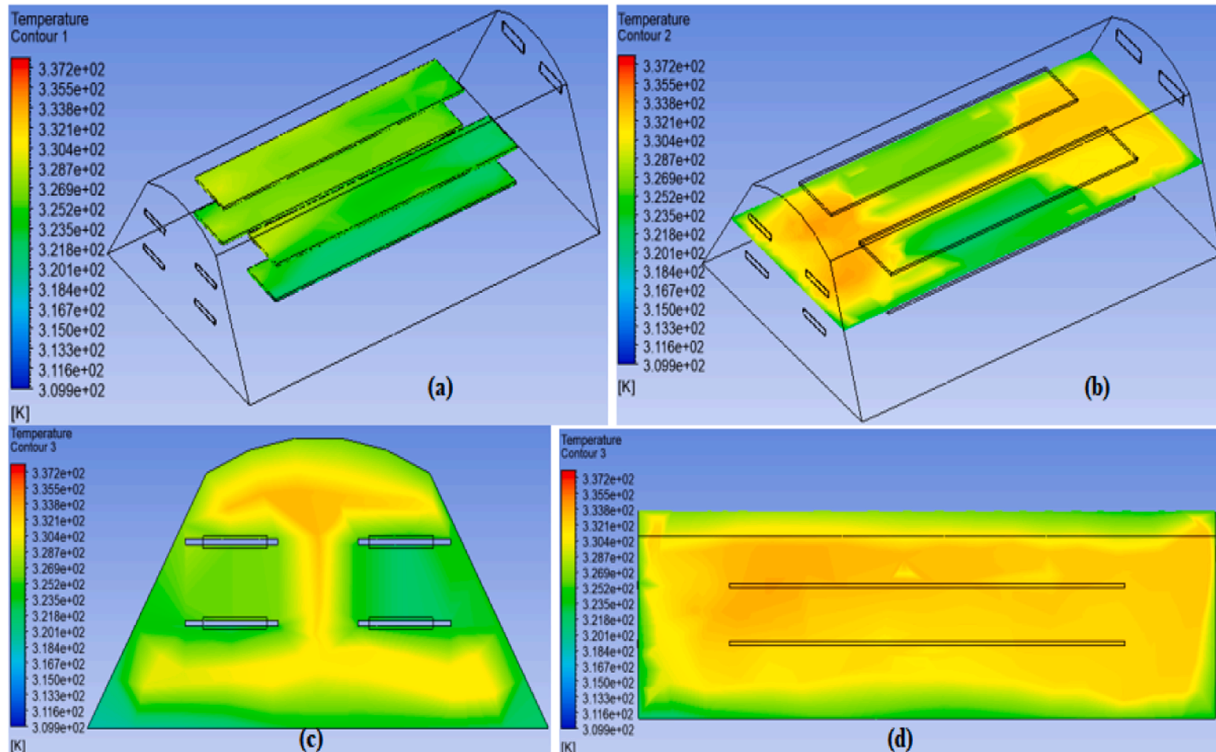 Temperature
Contour 1
3.372e+02
3.355e+02
3.338e+02
3.321e+02
3.304e+02
3.287e+02
3.269e+02
3.252e+02
3.235e+02
3.218e+02
3.201e+02
3.184e+02
3.167e+02
3.150e+02
3.133e+02
3.116e+02
3.099e+02
[K]
(a)
Temperature
Contour 2
3.372e+02
3.355e+02
3.338e+02
3.321e+02
3.304e+02
3.287e+02
3.269e+02
3.252e+02
3.235e+02
3.218e+02
3.201e+02
3.184e+02
3.167e+02
3.150e+02
3.133e+02
3.116e+02
3.099e+02
[K]
(b)
Temperature
Contour 3
3.372e+02
3.355e+02
3.338e+02
3.321e+02
3.304e+02
3.287e+02
3.269e+02
3.252e+02
3.235e+02
3.218e+02
3.201e+02
3.184e+02
3.167e+02
3.150e+02
3.133e+02
3.116e+02
3.099e+02
[K]
(c)
Temperature
Contour 3
3.372e+02
3.355e+02
3.338e+02
3.321e+02
3.304e+02
3.287e+02
3.269e+02
3.252e+02
3.235e+02
3.218e+02
3.201e+02
3.184e+02
3.167e+02
3.150e+02
3.133e+02
3.116e+02
3.099e+02
[K]
(d)